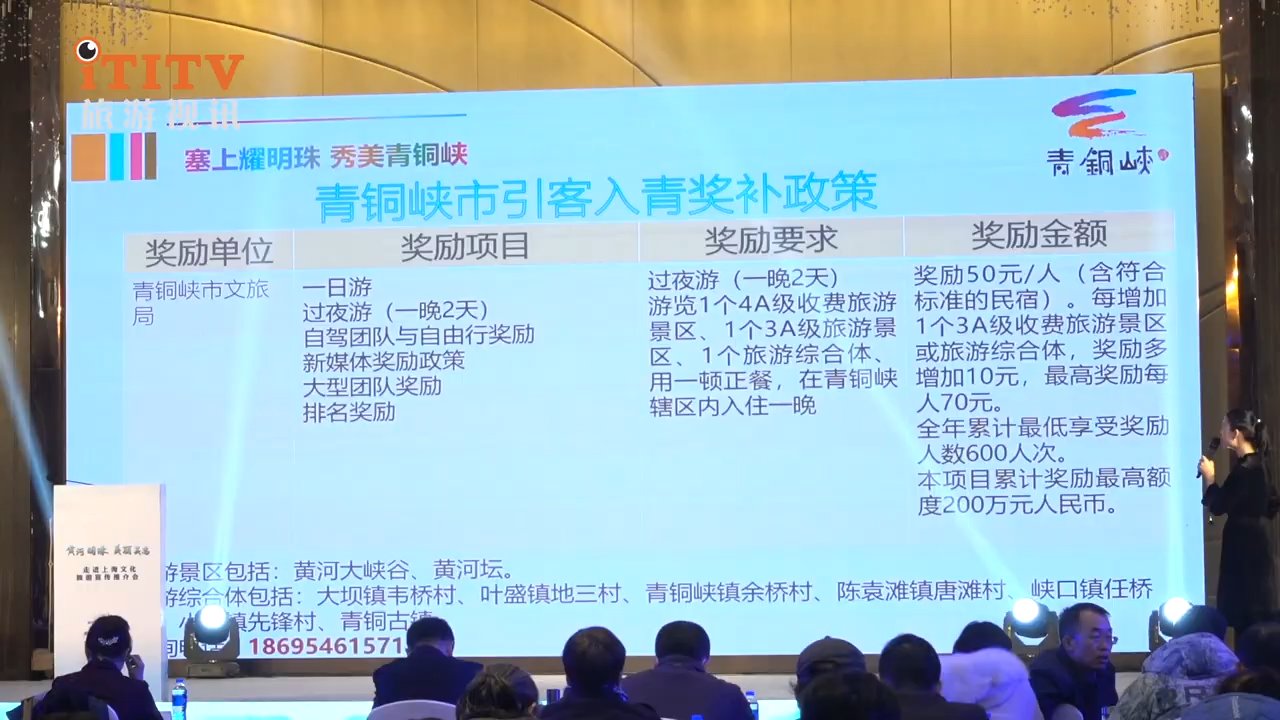 iTITV
旅游视讯
塞上耀明珠 秀美青铜峡
青铜峡
青铜峡市引客入青奖补政策
奖励单位
奖励项目
奖励要求
奖励金额
青铜峡市文旅
局
一日游
过夜游（一晚2天）
自驾团队与自由行奖励
新媒体奖励政策
大型团队奖励
排名奖励
过夜游（一晚2天）
游览1个4A级收费旅游
景区、1个3A级旅游景
区、1个旅游综合体、
用一顿正餐，在青铜峡
辖区内入住一晚
奖励50元/人（含符合
标准的民宿）。每增加
1个3A级收费旅游景区
或旅游综合体，奖励多
增加10元，最高奖励每
人70元。
全年累计最低享受奖励
人数600人次。
本项目累计奖励最高额
度200万元人民币。
游景区包括：黄河大峡谷、黄河坛。
游综合体包括：大坝镇韦桥村、叶盛镇地三村、青铜峡镇余桥村、陈袁滩镇唐滩村、峡口镇任桥
镇先锋村、青铜古镇
18695461571
走进上海文化
旅游宣传推介会